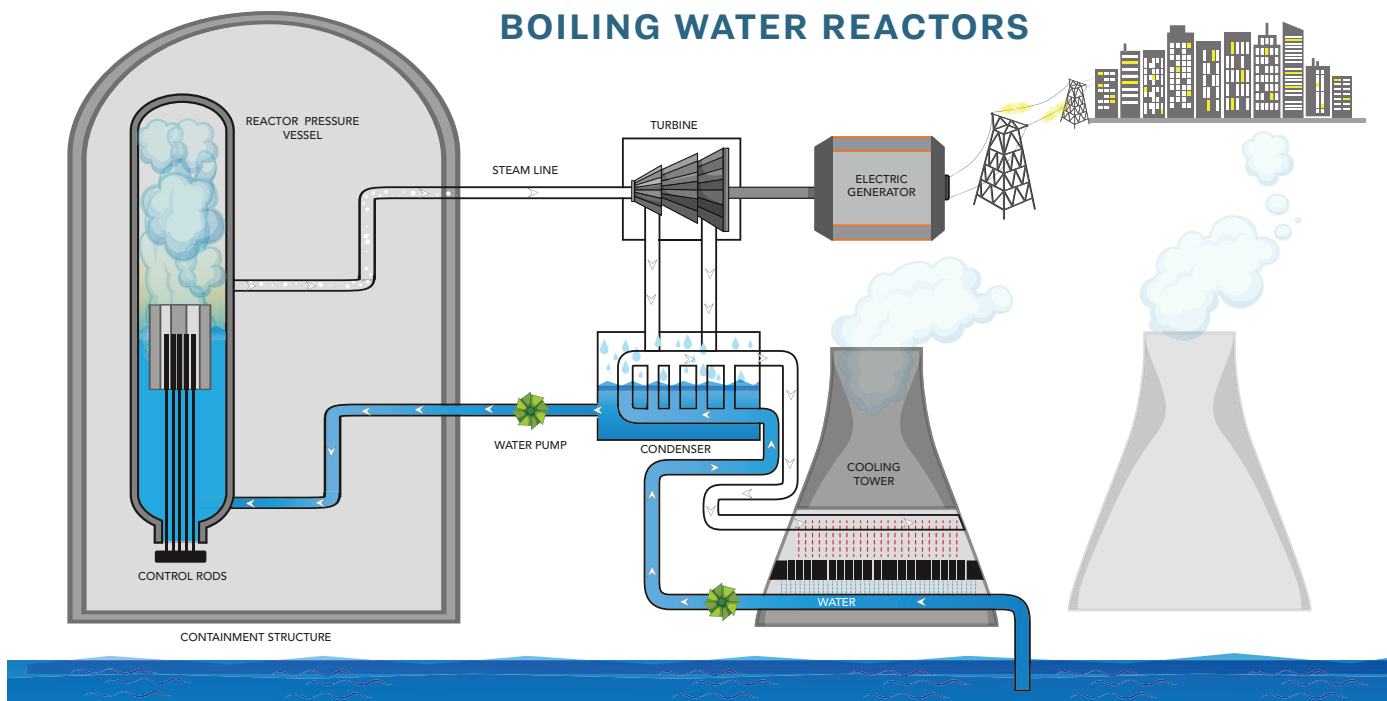 BOILING WATER REACTORS
REACTOR PRESSURE
VESSEL
STEAM LINE
TURBINE
ELECTRIC
GENERATOR
WATER PUMP
CONDENSER
COOLING
TOWER
WATER
CONTROL RODS
CONTAINMENT STRUCTURE